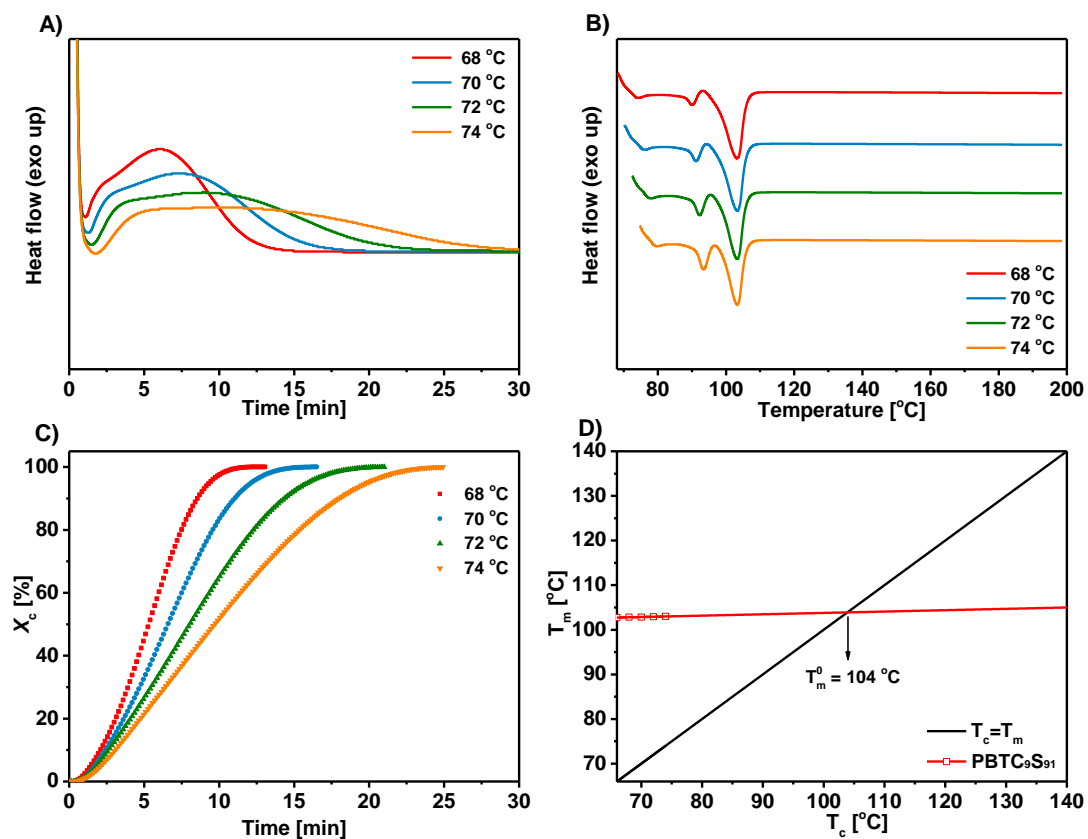 A)
Heat flow (exo up)
68 °C
70 °C
72 °C
74 °C
0 5 10 15 20 25 30
Time [min]
B)
Heat flow (exo up)
68 °C
70 °C
72 °C
74 °C
80 100 120 140 160 180 200
Temperature [°C]
C)
X_c [%]
100
80
60
40
20
0
68 °C
70 °C
72 °C
74 °C
0 5 10 15 20 25 30
Time [min]
D)
T_m [°C]
140
130
120
110
100
90
80
70
T_m^0 = 104 °C
T_c=T_m
PBTC₉S₉₁
70 80 90 100 110 120 130 140
T_c [°C]